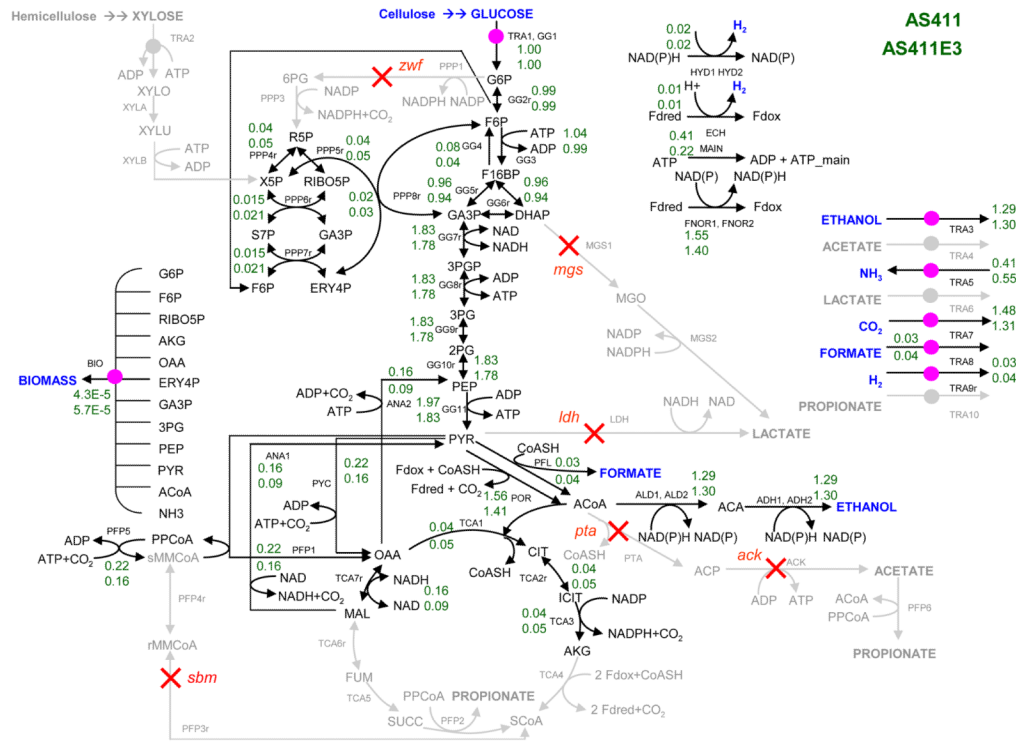 Hemicellulose →→ XYLOSE
TRA2
ADP ATP
XYLO
XYLA
XYLU
XYLB
ATP
ADP
Cellulose →→ GLUCOSE
TRA1, GG1
1.00
1.00
zwf
PPP1
6PG
G6P
NADPH NADP
PPP3
NADP
NADPH+CO2
GG2r
0.99
0.99
F6P
ATP
ADP
1.04
0.99
GG3
GG4
0.08
0.04
F16BP
0.04
0.05
R5P
PPP4r
PPP5r
0.04
0.05
X5P
RIBO5P
0.015
0.021
PPP6r
S7P
GA3P
0.015
0.021
PPP7r
F6P
ERY4P
0.02
0.03
PPP8r
0.96
0.94
GG5r
GG6r
0.96
0.94
GA3P
DHAP
1.83
1.78
GG7r
NAD
NADH
3PGP
1.83
1.78
GG8r
ADP
ATP
3PG
1.83
1.78
GG9r
2PG
GG10r
1.83
1.78
PEP
1.97
1.83
GG11
ADP
ATP
PYR
MGS1
mgs
MGO
NADP
NADPH
MGS2
ldh
LDH
NADH NAD
LACTATE
0.02
0.02
H2
NAD(P)H
NAD(P)
HYD1 HYD2
H+
H2
0.01
0.01
Fdred
Fdox
ECH
0.41
0.22
MAIN
ATP
ADP + ATP_main
NAD(P)
NAD(P)H
Fdred
Fdox
FNOR1, FNOR2
1.55
1.40
AS411
AS411E3
ETHANOL
TRA3
1.29
1.30
ACETATE
TRA4
NH3
TRA5
0.41
0.55
LACTATE
TRA6
CO2
TRA7
1.48
1.31
FORMATE
0.03
0.04
TRA8
H2
TRA9r
0.03
0.04
PROPIONATE
TRA10
G6P
F6P
RIBO5P
AKG
OAA
ERY4P
GA3P
3PG
PEP
PYR
ACoA
NH3
BIO
BIOMASS
4.3E-5
5.7E-5
0.16
0.09
ADP+CO2
ATP
ANA2
ANA1
0.16
0.09
PYC
0.22
0.16
ADP
ATP+CO2
Fdox + CoASH
Fdred + CO2
1.56
1.41
POR
CoASH
PFL
0.03
0.04
FORMATE
ACoA
ALD1, ALD2
1.29
1.30
NAD(P)H NAD(P)
ACA
ADH1, ADH2
1.29
1.30
NAD(P)H NAD(P)
ETHANOL
pta
CoASH
PTA
ACP
ack
ACK
ADP ATP
ACETATE
ACoA
PPCoA
PFP6
PROPIONATE
PFP5
ADP
ATP+CO2
0.22
0.16
PPCoA
sMMCoA
PFP4r
rMMCoA
sbm
PFP3r
0.22
0.16
PFP1
OAA
NAD
NADH+CO2
TCA7r
NADH
NAD
0.16
0.09
MAL
TCA6r
FUM
TCA5
SUCC
PPCoA PROPIONATE
PFP2
SCoA
0.04
0.05
TCA1
CoASH
CIT
TCA2r
0.04
0.05
ICIT
0.04
0.05
TCA3
NADP
NADPH+CO2
AKG
TCA4
2 Fdox+CoASH
2 Fdred+CO2